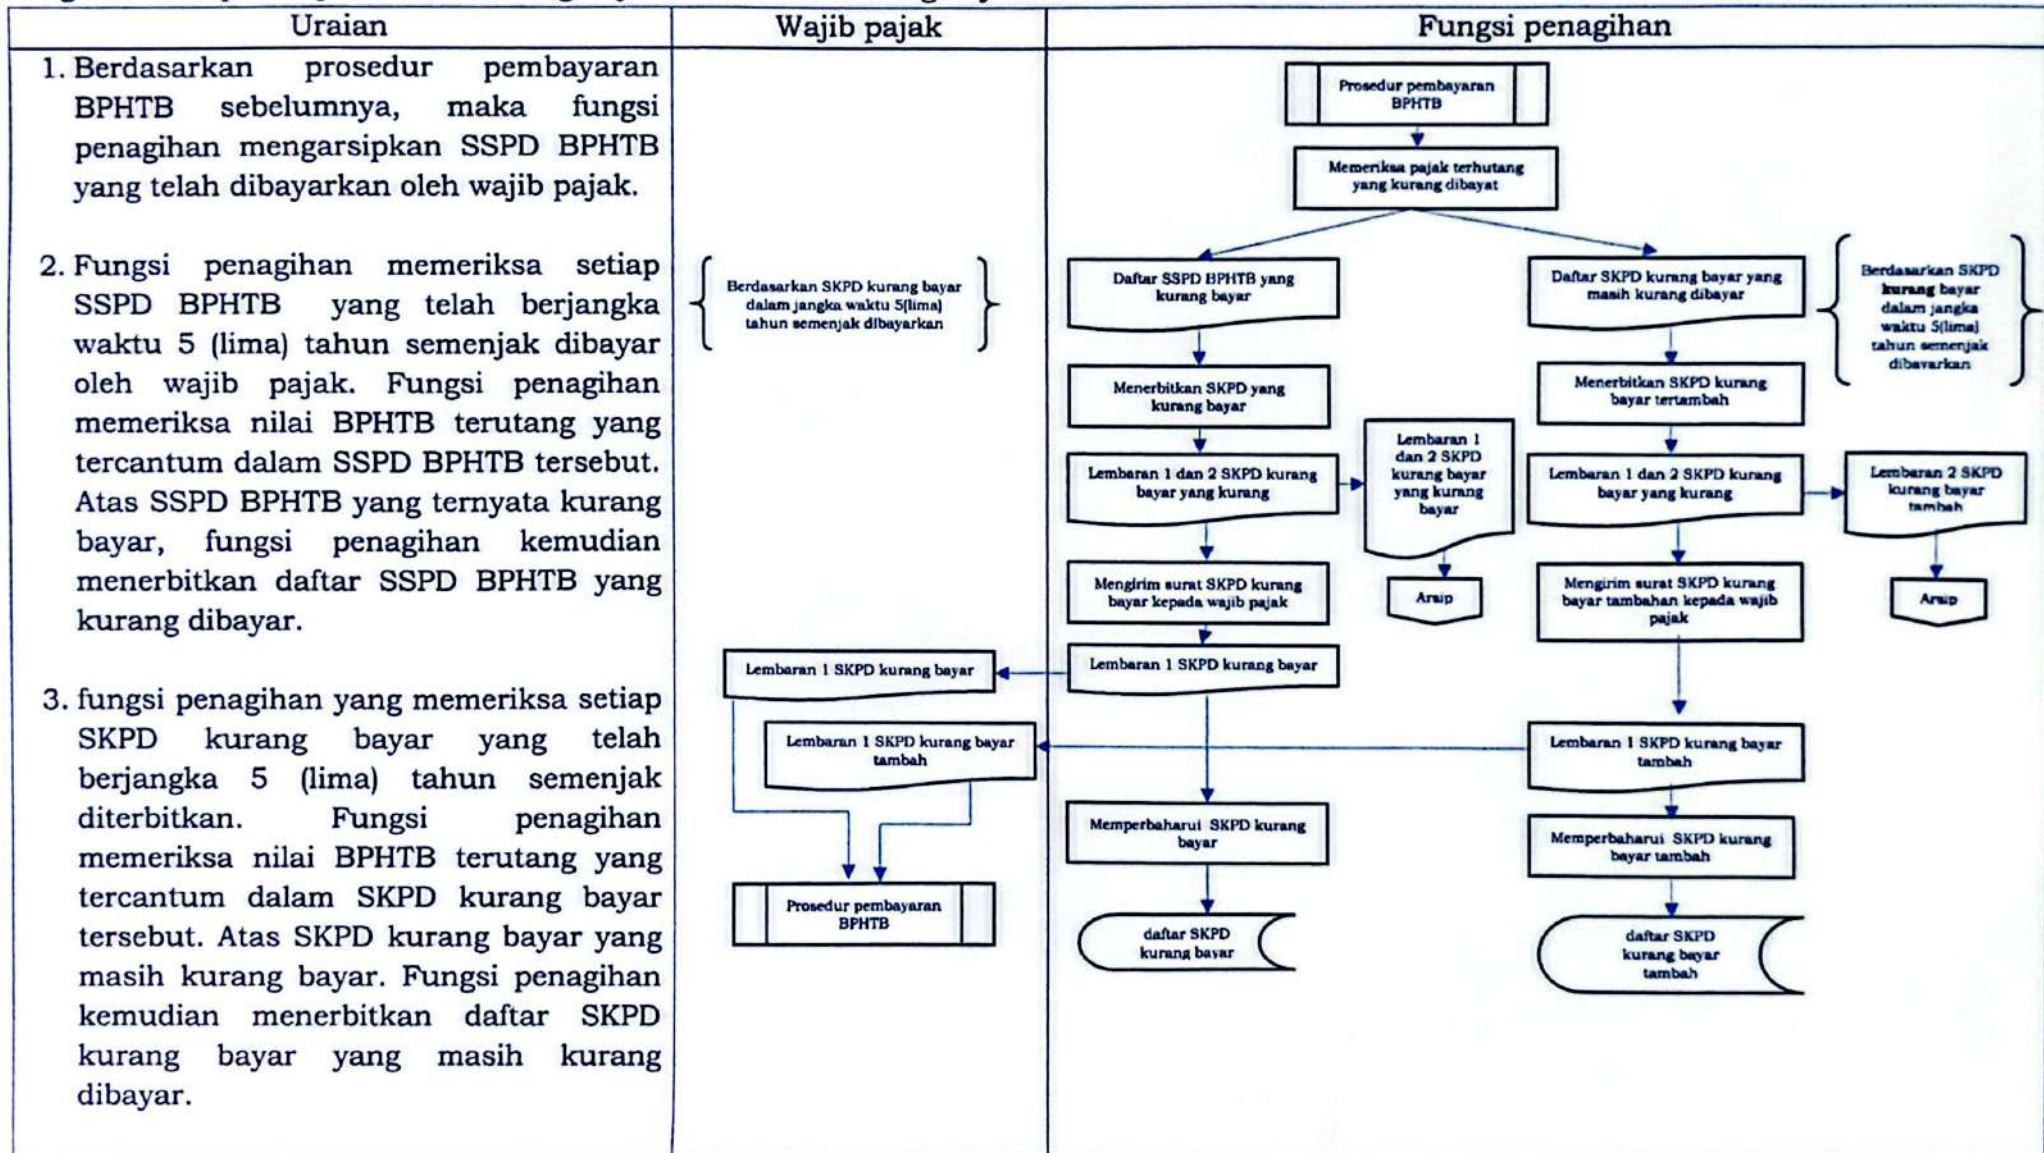 Uraian
Wajib pajak
Fungsi penagihan
1. Berdasarkan prosedur pembayaran
BPHTB sebelumnya, maka fungsi
penagihan mengarsipkan SSPD BPHTB
yang telah dibayarkan oleh wajib pajak.
2. Fungsi penagihan memeriksa setiap
SSPD BPHTB yang telah berjangka
waktu 5 (lima) tahun semenjak dibayar
oleh wajib pajak. Fungsi penagihan
memeriksa nilai BPHTB terutang yang
tercantum dalam SSPD BPHTB tersebut.
Atas SSPD BPHTB yang ternyata kurang
bayar, fungsi penagihan kemudian
menerbitkan daftar SSPD BPHTB yang
kurang dibayar.
3. fungsi penagihan yang memeriksa setiap
SKPD kurang bayar yang telah
berjangka 5 (lima) tahun semenjak
diterbitkan. Fungsi penagihan
memeriksa nilai BPHTB terutang yang
tercantum dalam SKPD kurang bayar
tersebut. Atas SKPD kurang bayar yang
masih kurang bayar. Fungsi penagihan
kemudian menerbitkan daftar SKPD
kurang bayar yang masih kurang
dibayar.
Berdasarkan SKPD kurang bayar
dalam jangka waktu 5(lima)
tahun semenjak dibayarkan
Lembaran 1 SKPD kurang bayar
Lembaran 1 SKPD kurang bayar
tambah
Prosedur pembayaran
BPHTB
Prosedur pembayaran
BPHTB
Memeriksa pajak terhutang
yang kurang dibayat
Daftar SSPD BPHTB yang
kurang bayar
Menerbitkan SKPD yang
kurang bayar
Lembaran 1 dan 2 SKPD kurang
bayar yang kurang
Lembaran 1
dan 2 SKPD
kurang bayar
yang kurang
bayar
Arsip
Mengirim surat SKPD kurang
bayar kepada wajib pajak
Lembaran 1 SKPD kurang bayar
Memperbaharui SKPD kurang
bayar
daftar SKPD
kurang bayar
Daftar SKPD kurang bayar yang
masih kurang dibayar
Berdasarkan SKPD
kurang bayar
dalam jangka
waktu 5(lima)
tahun semenjak
dibayarkan
Menerbitkan SKPD kurang
bayar tertambah
Lembaran 1 dan 2 SKPD kurang
bayar yang kurang
Lembaran 2 SKPD
kurang bayar
tambah
Arsip
Mengirim surat SKPD kurang
bayar tambahan kepada wajib
pajak
Lembaran 1 SKPD kurang bayar
tambah
Memperbaharui SKPD kurang
bayar tambah
daftar SKPD
kurang bayar
tambah